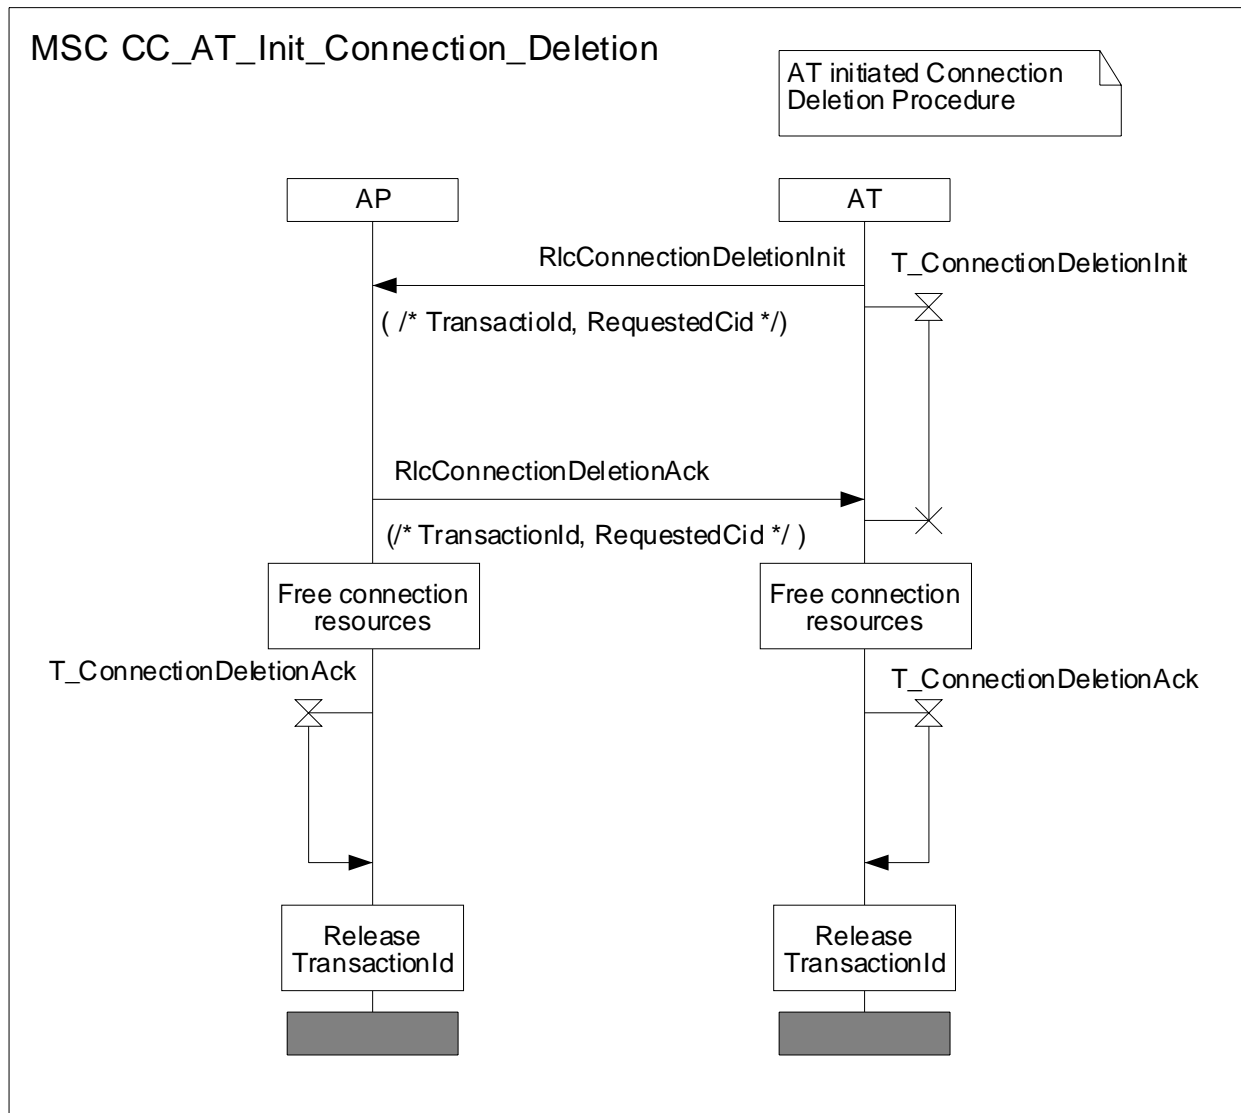 MSC CC_AT_Init_Connection_Deletion
AT initiated Connection
Deletion Procedure
AP
AT
RlcConnectionDeletionInit
T_ConnectionDeletionInit
( /* TransactioId, RequestedCid */)
RlcConnectionDeletionAck
(/* TransactionId, RequestedCid */ )
Free connection
resources
Free connection
resources
T_ConnectionDeletionAck
T_ConnectionDeletionAck
Release
TransactionId
Release
TransactionId